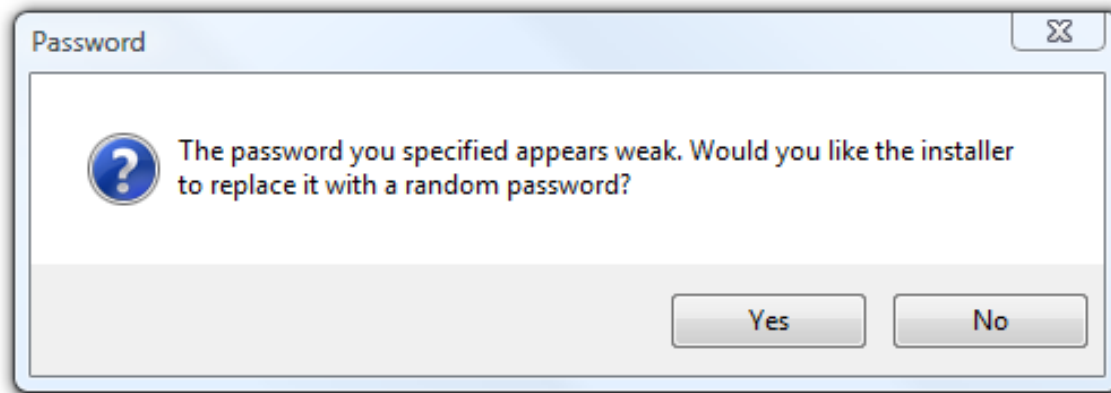 Password
The password you specified appears weak. Would you like the installer
to replace it with a random password?
Yes
No